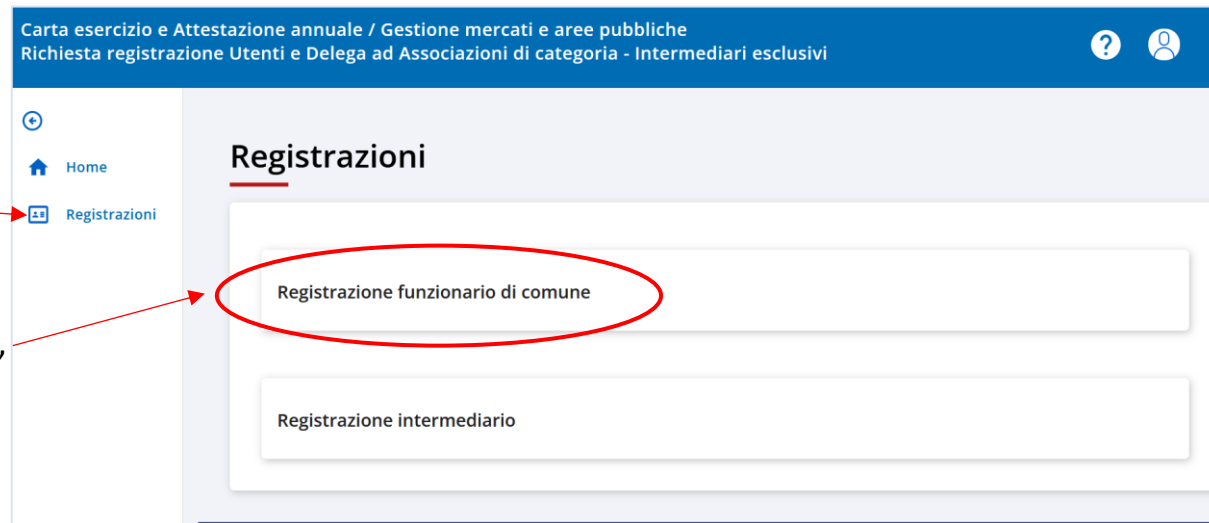 Carta esercizio e Attestazione annuale / Gestione mercati e aree pubbliche
Richiesta registrazione Utenti e Delega ad Associazioni di categoria - Intermediari esclusivi
?
Home
Registrazioni
Registrazioni
Registrazione funzionario di comune
Registrazione intermediario